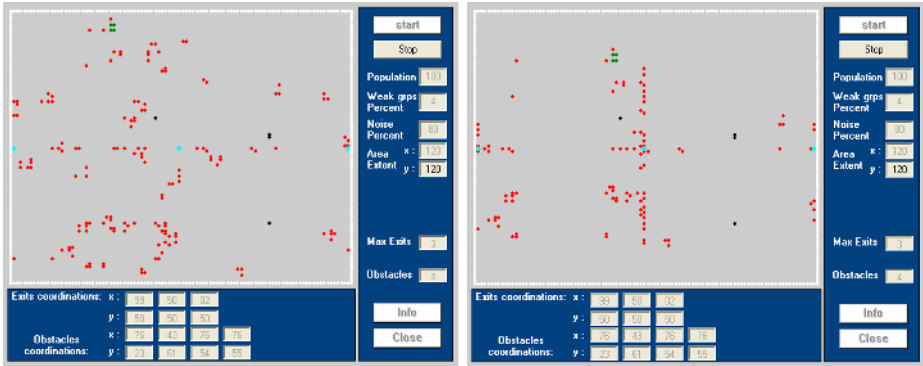 start
Stop
Population 100
Weak grps
Percent 4
Noise
Percent 80
Area
Extent x : 120
y : 120
Max Exits 3
Obstacles 4
Info
Close
Exits coordinations: x : 99 50 02
y : 50 50 50
Obstacles
coordinations: x : 76 43 76 76
y : 23 61 54 55
start
Stop
Population 100
Weak grps
Percent 4
Noise
Percent 80
Area
Extent x : 120
y : 120
Max Exits 3
Obstacles 4
Info
Close
Exits coordinations: x : 99 50 02
y : 50 50 50
Obstacles
coordinations: x : 76 43 76 76
y : 23 61 54 55